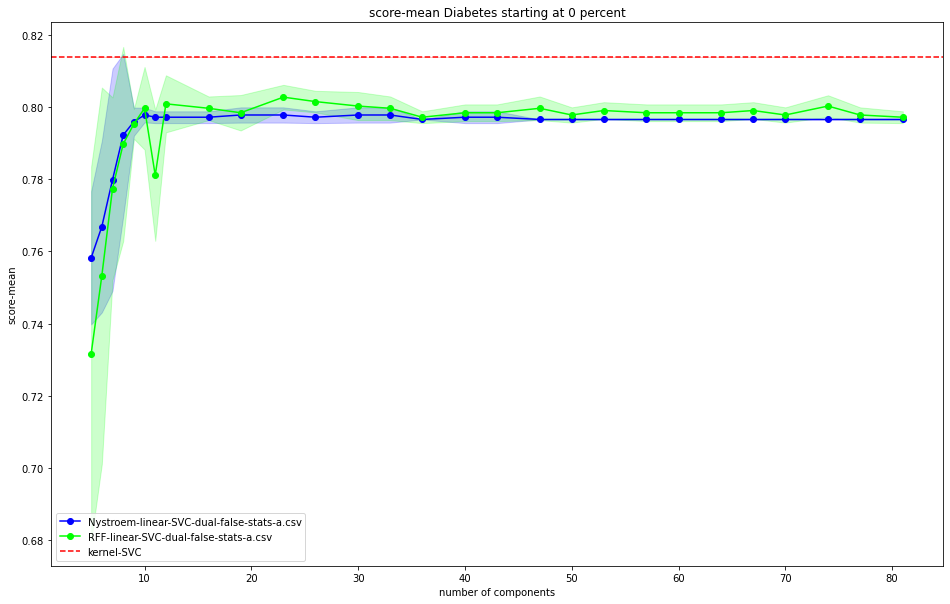 score-mean Diabetes starting at 0 percent
0.82
0.80
0.78
0.76
0.74
0.72
0.70
0.68
score-mean
Nystroem-linear-SVC-dual-false-stats-a.csv
RFF-linear-SVC-dual-false-stats-a.csv
kernel-SVC
10 20 30 40 50 60 70 80
number of components